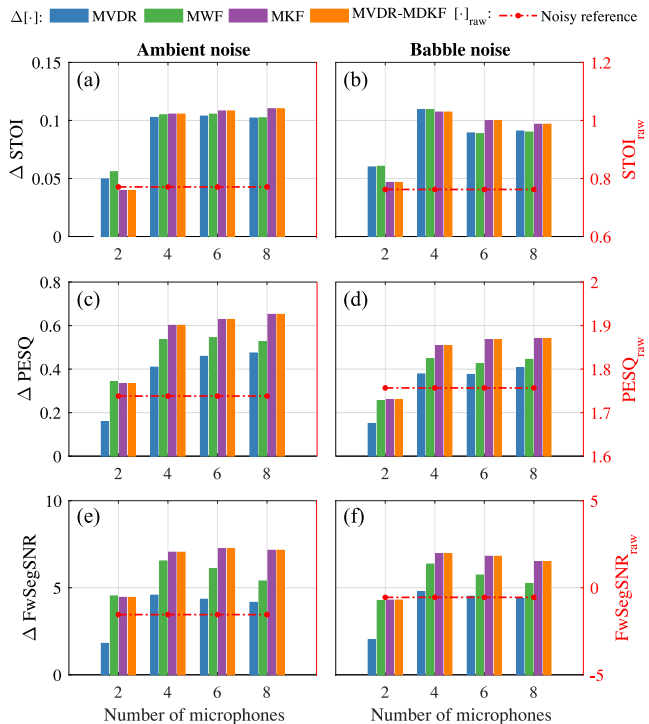 Δ[·]: MVDR MWF MKF MVDR-MDKF [·]raw: Noisy reference
Ambient noise Babble noise
(a) (b)
0.15 0.1 0.05 0
Δ STOI
2 4 6 8
2 4 6 8
1.2 1 0.8 0.6
STOIraw
(c) (d)
0.8 0.6 0.4 0.2 0
Δ PESQ
2 4 6 8
2 4 6 8
2 1.9 1.8 1.7 1.6
PESQraw
(e) (f)
10 5 0
Δ FwSegSNR
2 4 6 8
2 4 6 8
5 0 -5
FwSegSNRraw
Number of microphones Number of microphones